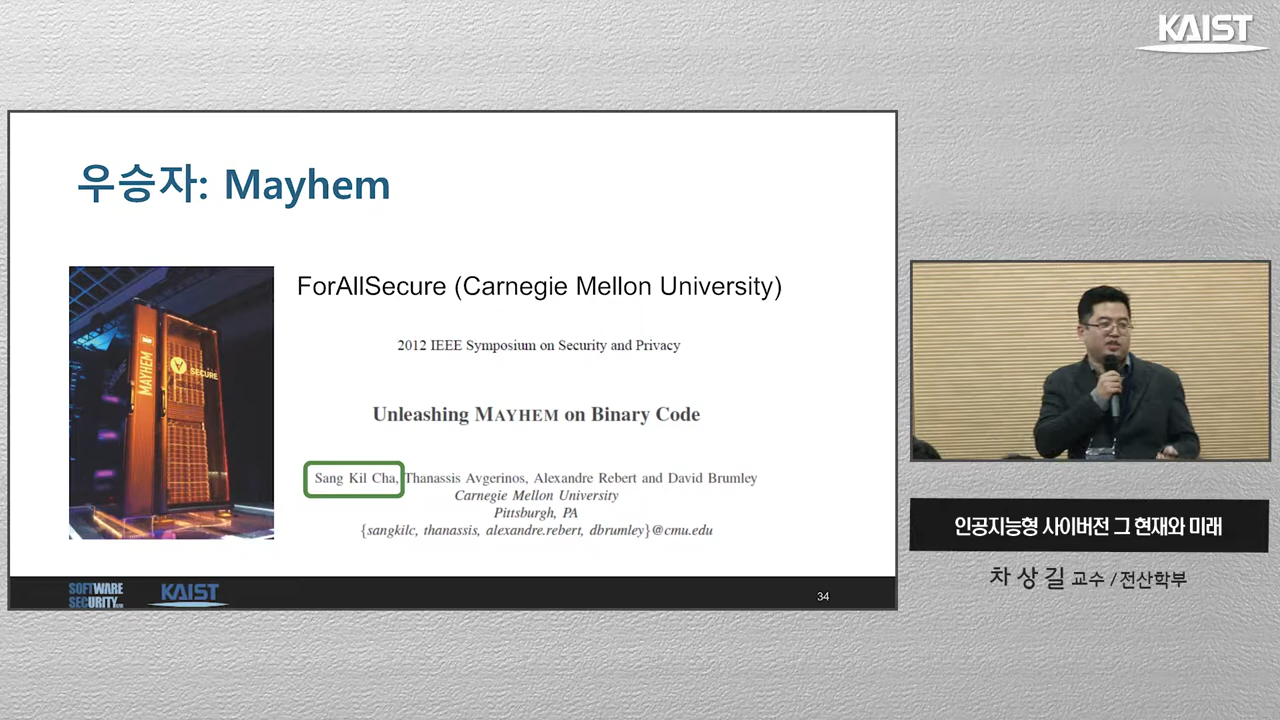 KAIST
우승자: Mayhem
ForAllSecure (Carnegie Mellon University)
2012 IEEE Symposium on Security and Privacy
Unleashing MAYHEM on Binary Code
Sang Kil Cha, Thanassis Avgerinos, Alexandre Rebert and David Brumley
Carnegie Mellon University
Pittsburgh, PA
{sangkilc, thanassis, alexandre.rebert, dbrumley}@cmu.edu
MAYHEM
SECURE
SOFTWARE
SECURITY
KAIST
34
인공지능형 사이버전 그 현재와 미래
차 상 길 교수 / 전산학부